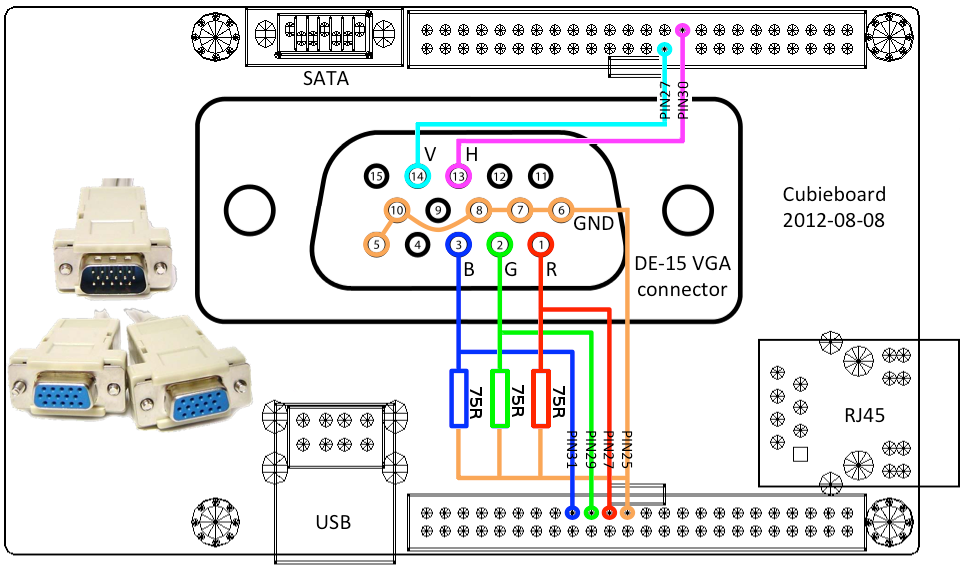 SATA
PIN27
PIN30
V
H
15
14
13
12
11
Cubieboard
2012-08-08
10
9
8
7
6
GND
5
4
3
2
1
B
G
R
DE-15 VGA
connector
75R
75R
75R
RJ45
PIN31
PIN29
PIN27
PIN25
USB